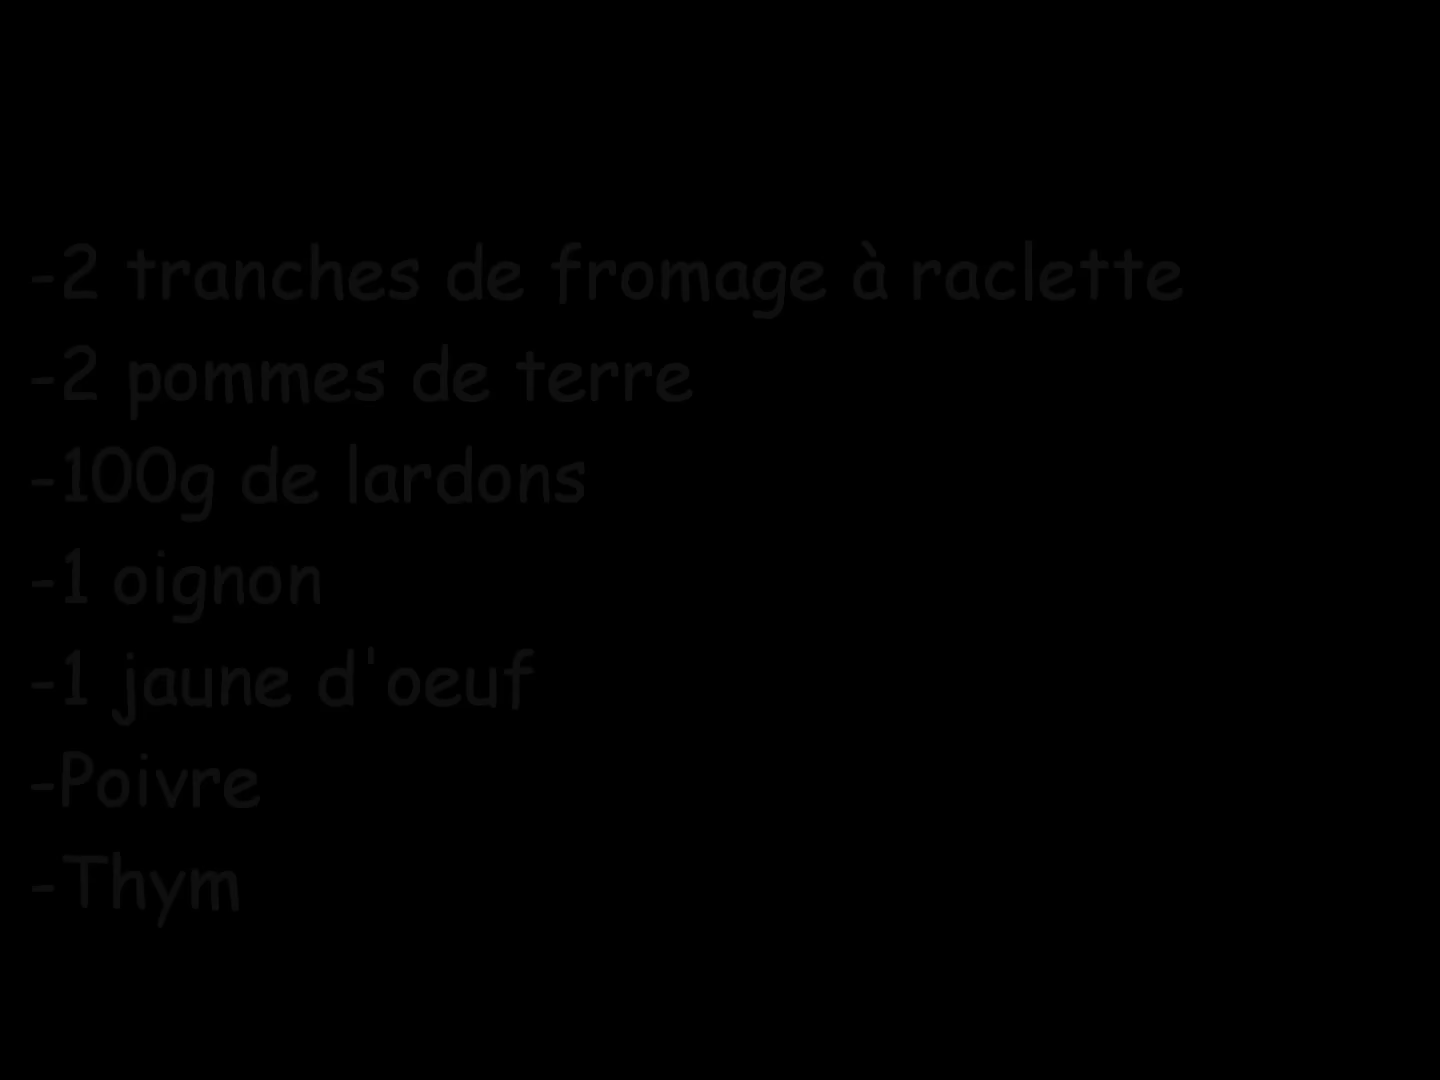 -2 tranches de fromage à raclette
-2 pommes de terre
-100g de lardons
-1 oignon
-1 jaune d'oeuf
-Poivre
-Thym